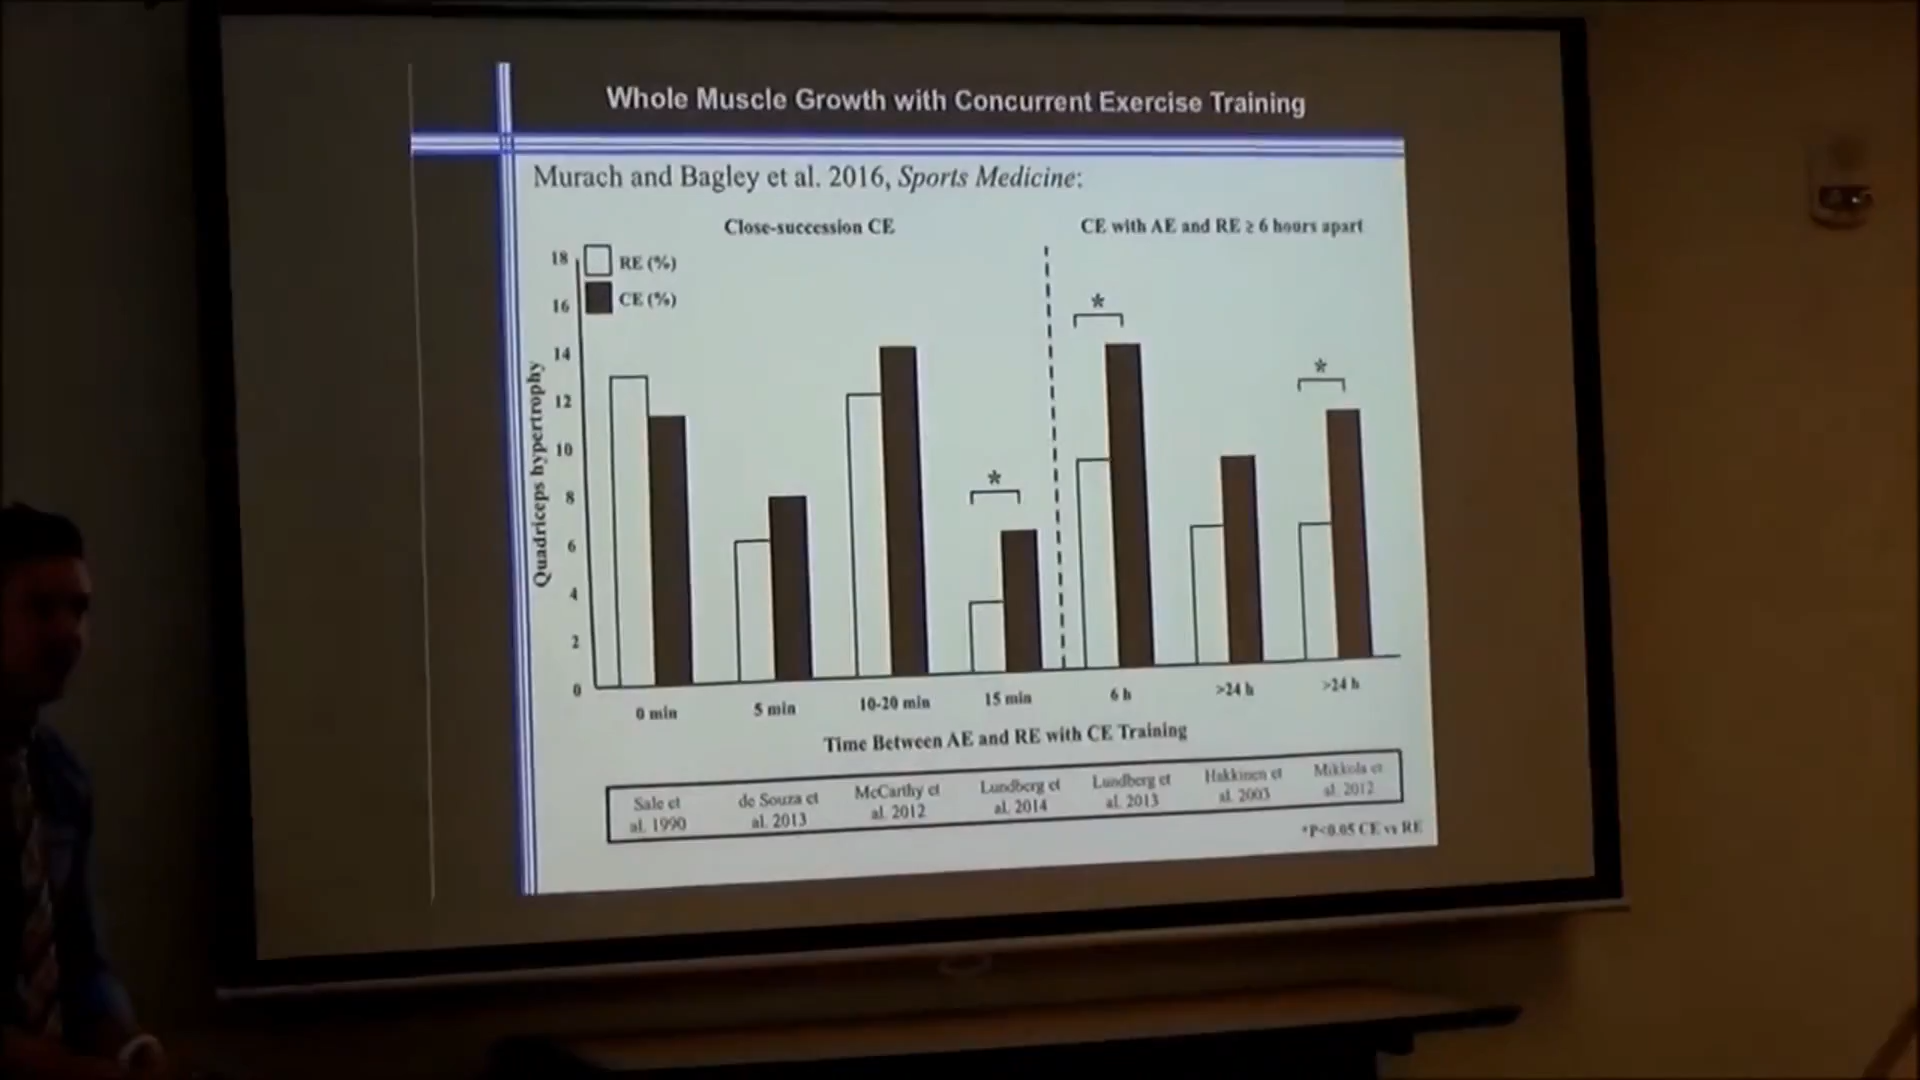 Whole Muscle Growth with Concurrent Exercise Training
Murach and Bagley et al. 2016, Sports Medicine:
Close-succession CE
CE with AE and RE ≥ 6 hours apart
RE (%)
CE (%)
Quadriceps hypertrophy
18
16
14
12
10
8
6
4
2
0
*
*
*
0 min
5 min
10-20 min
15 min
6 h
>24 h
>24 h
Time Between AE and RE with CE Training
Sale et
al. 1990
de Souza et
al. 2013
McCarthy et
al. 2012
Lundberg et
al. 2014
Lundberg et
al. 2013
Hakkinen et
al. 2003
Mikkola et
al. 2012
*P<0.05 CE vs RE